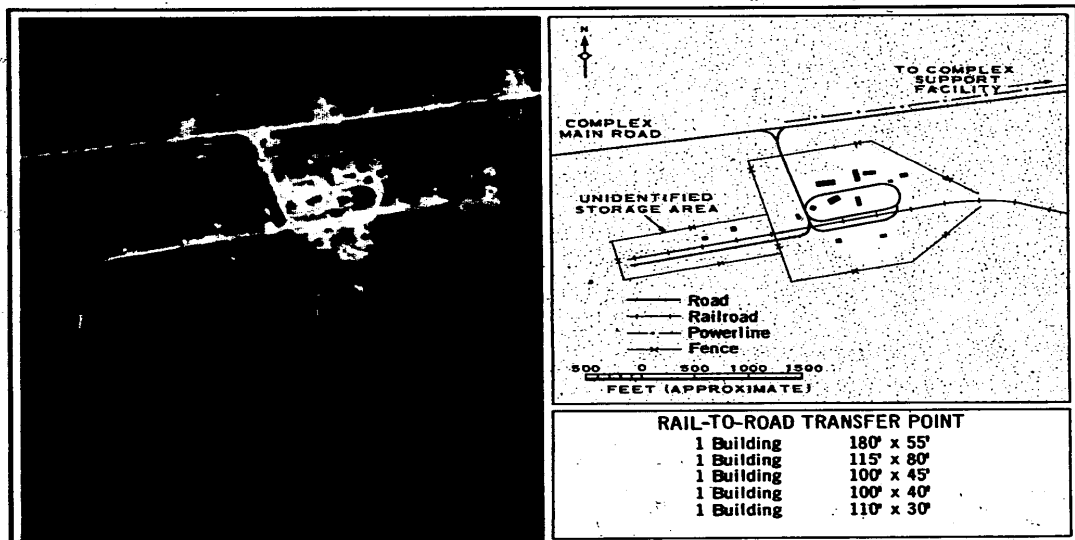 N
TO COMPLEX
SUPPORT
FACILITY
COMPLEX
MAIN ROAD
UNIDENTIFIED
STORAGE AREA
Road
Railroad
Powerline
Fence
500 0 500 1000 1500
FEET (APPROXIMATE)
RAIL-TO-ROAD TRANSFER POINT
1 Building 180' x 55'
1 Building 115' x 80'
1 Building 100' x 45'
1 Building 100' x 40'
1 Building 110' x 30'